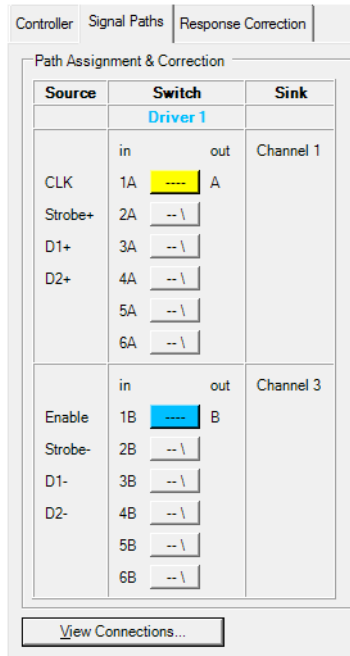 Controller Signal Paths Response Correction
Path Assignment & Correction
Source Switch Sink
Driver 1
in out Channel 1
CLK 1A ---- A
Strobe+ 2A -- \
D1+ 3A -- \
D2+ 4A -- \
5A -- \
6A -- \
in out Channel 3
Enable 1B ---- B
Strobe- 2B -- \
D1- 3B -- \
D2- 4B -- \
5B -- \
6B -- \
View Connections...